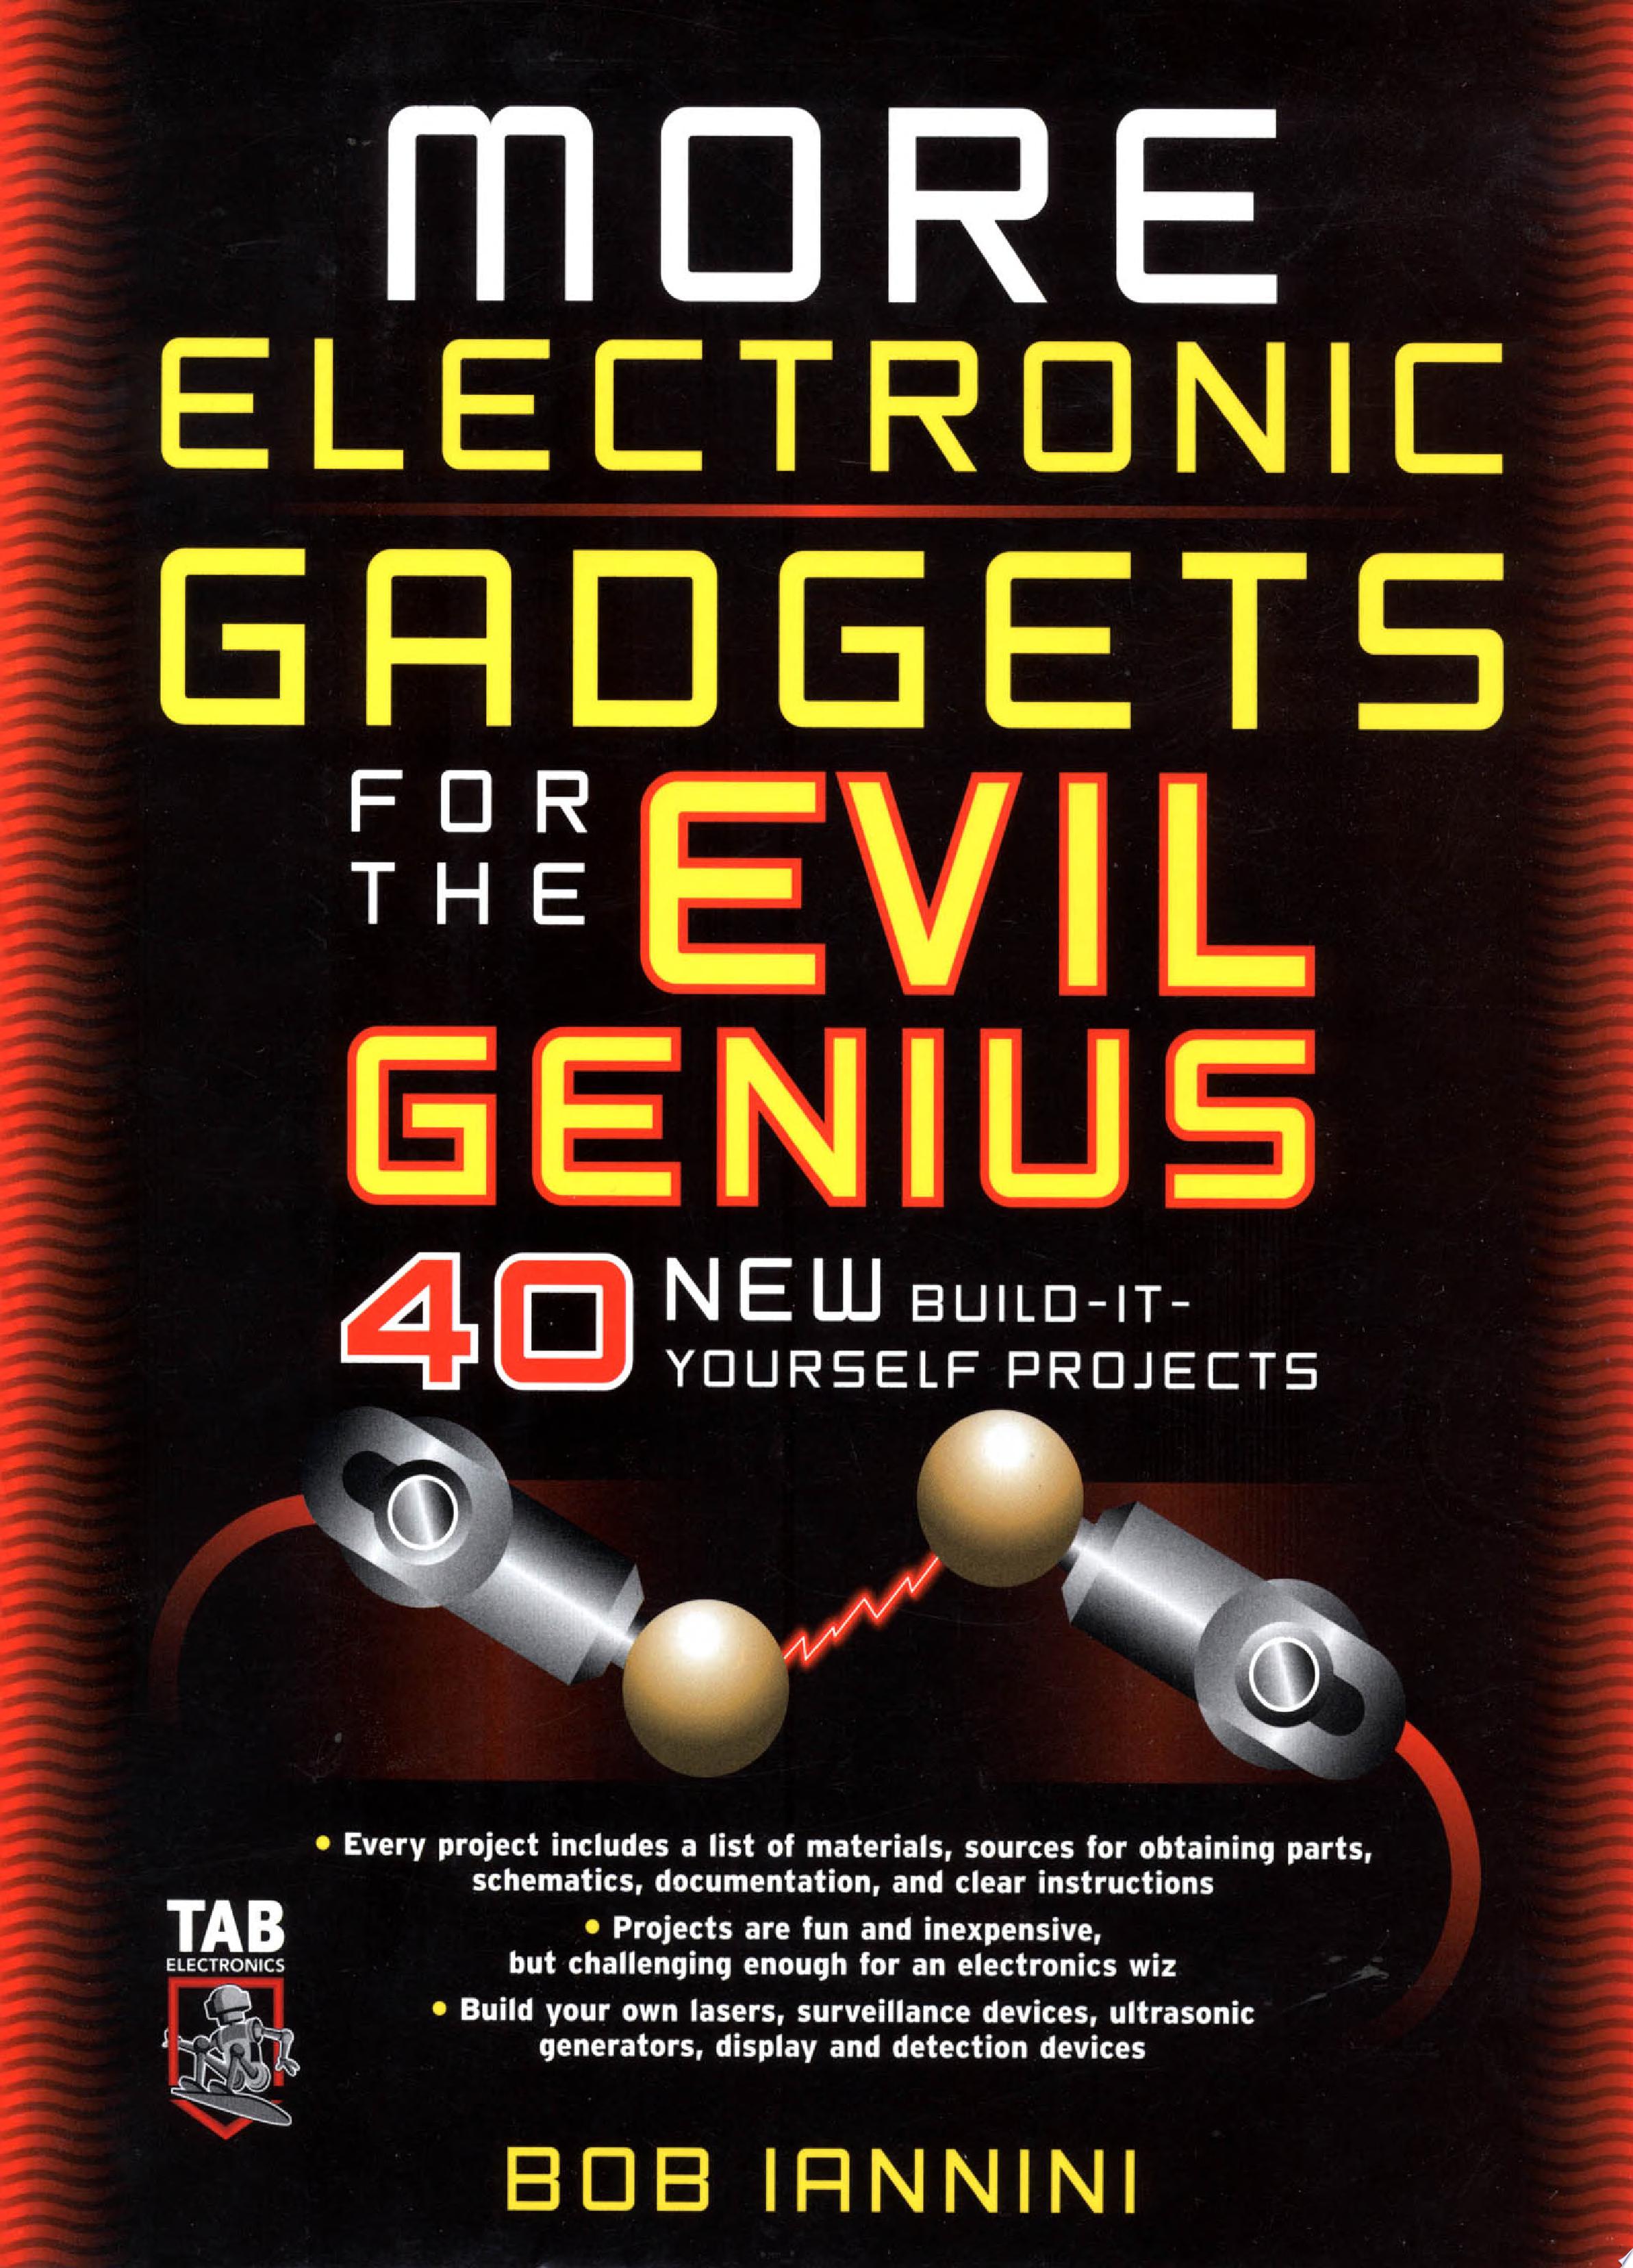 MORE
ELECTRONIC
GADGETS
FOR
THE
EVIL
GENIUS
40 NEW BUILD-IT-
YOURSELF PROJECTS
• Every project includes a list of materials, sources for obtaining parts,
schematics, documentation, and clear instructions
• Projects are fun and inexpensive,
but challenging enough for an electronics wiz
• Build your own lasers, surveillance devices, ultrasonic
generators, display and detection devices
TAB
ELECTRONICS
BOB IANNINI